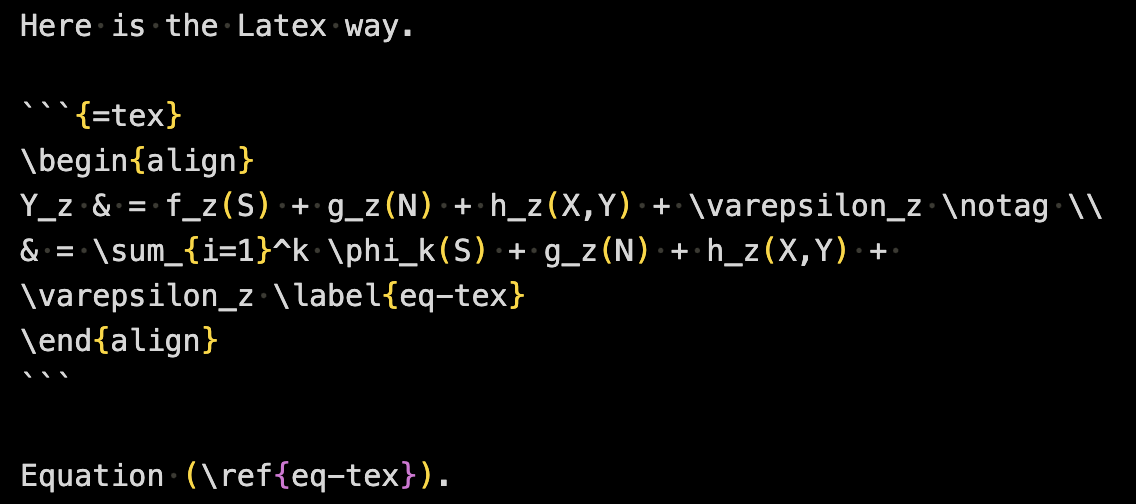 Here is the Latex way.
```{=tex}
\begin{align}
Y_z & = f_z(S) + g_z(N) + h_z(X,Y) + \varepsilon_z \notag \\
& = \sum_{i=1}^k \phi_k(S) + g_z(N) + h_z(X,Y) +
\varepsilon_z \label{eq-tex}
\end{align}
```
Equation (\ref{eq-tex}).